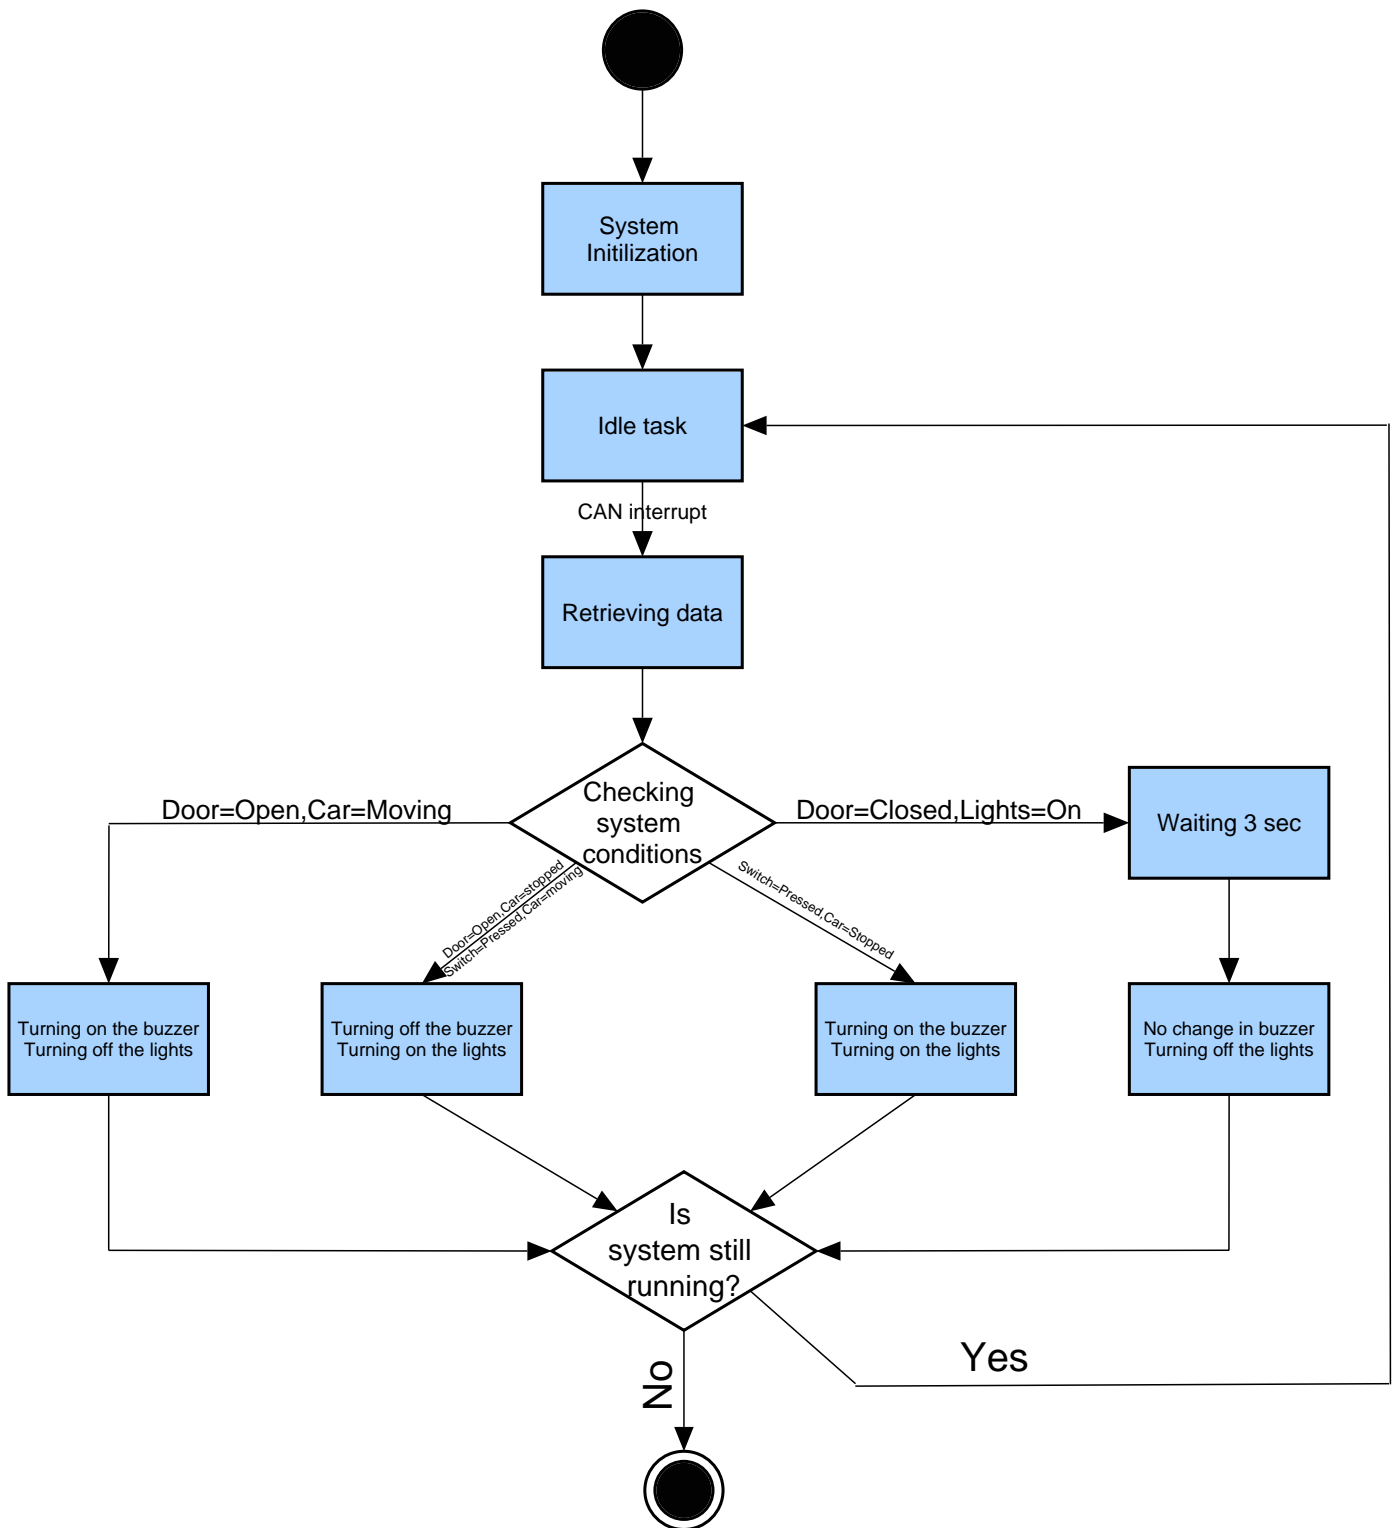 System
Initilization
Idle task
CAN interrupt
Retrieving data
Checking
system
conditions
Door=Open,Car=Moving
Door=Closed,Lights=On
Waiting 3 sec
Door=Open,Car=stopped
Switch=Pressed,Car=moving
Switch=Pressed,Car=Stopped
Turning on the buzzer
Turning off the lights
Turning off the buzzer
Turning on the lights
Turning on the buzzer
Turning on the lights
No change in buzzer
Turning off the lights
Is
system still
running?
Yes
No